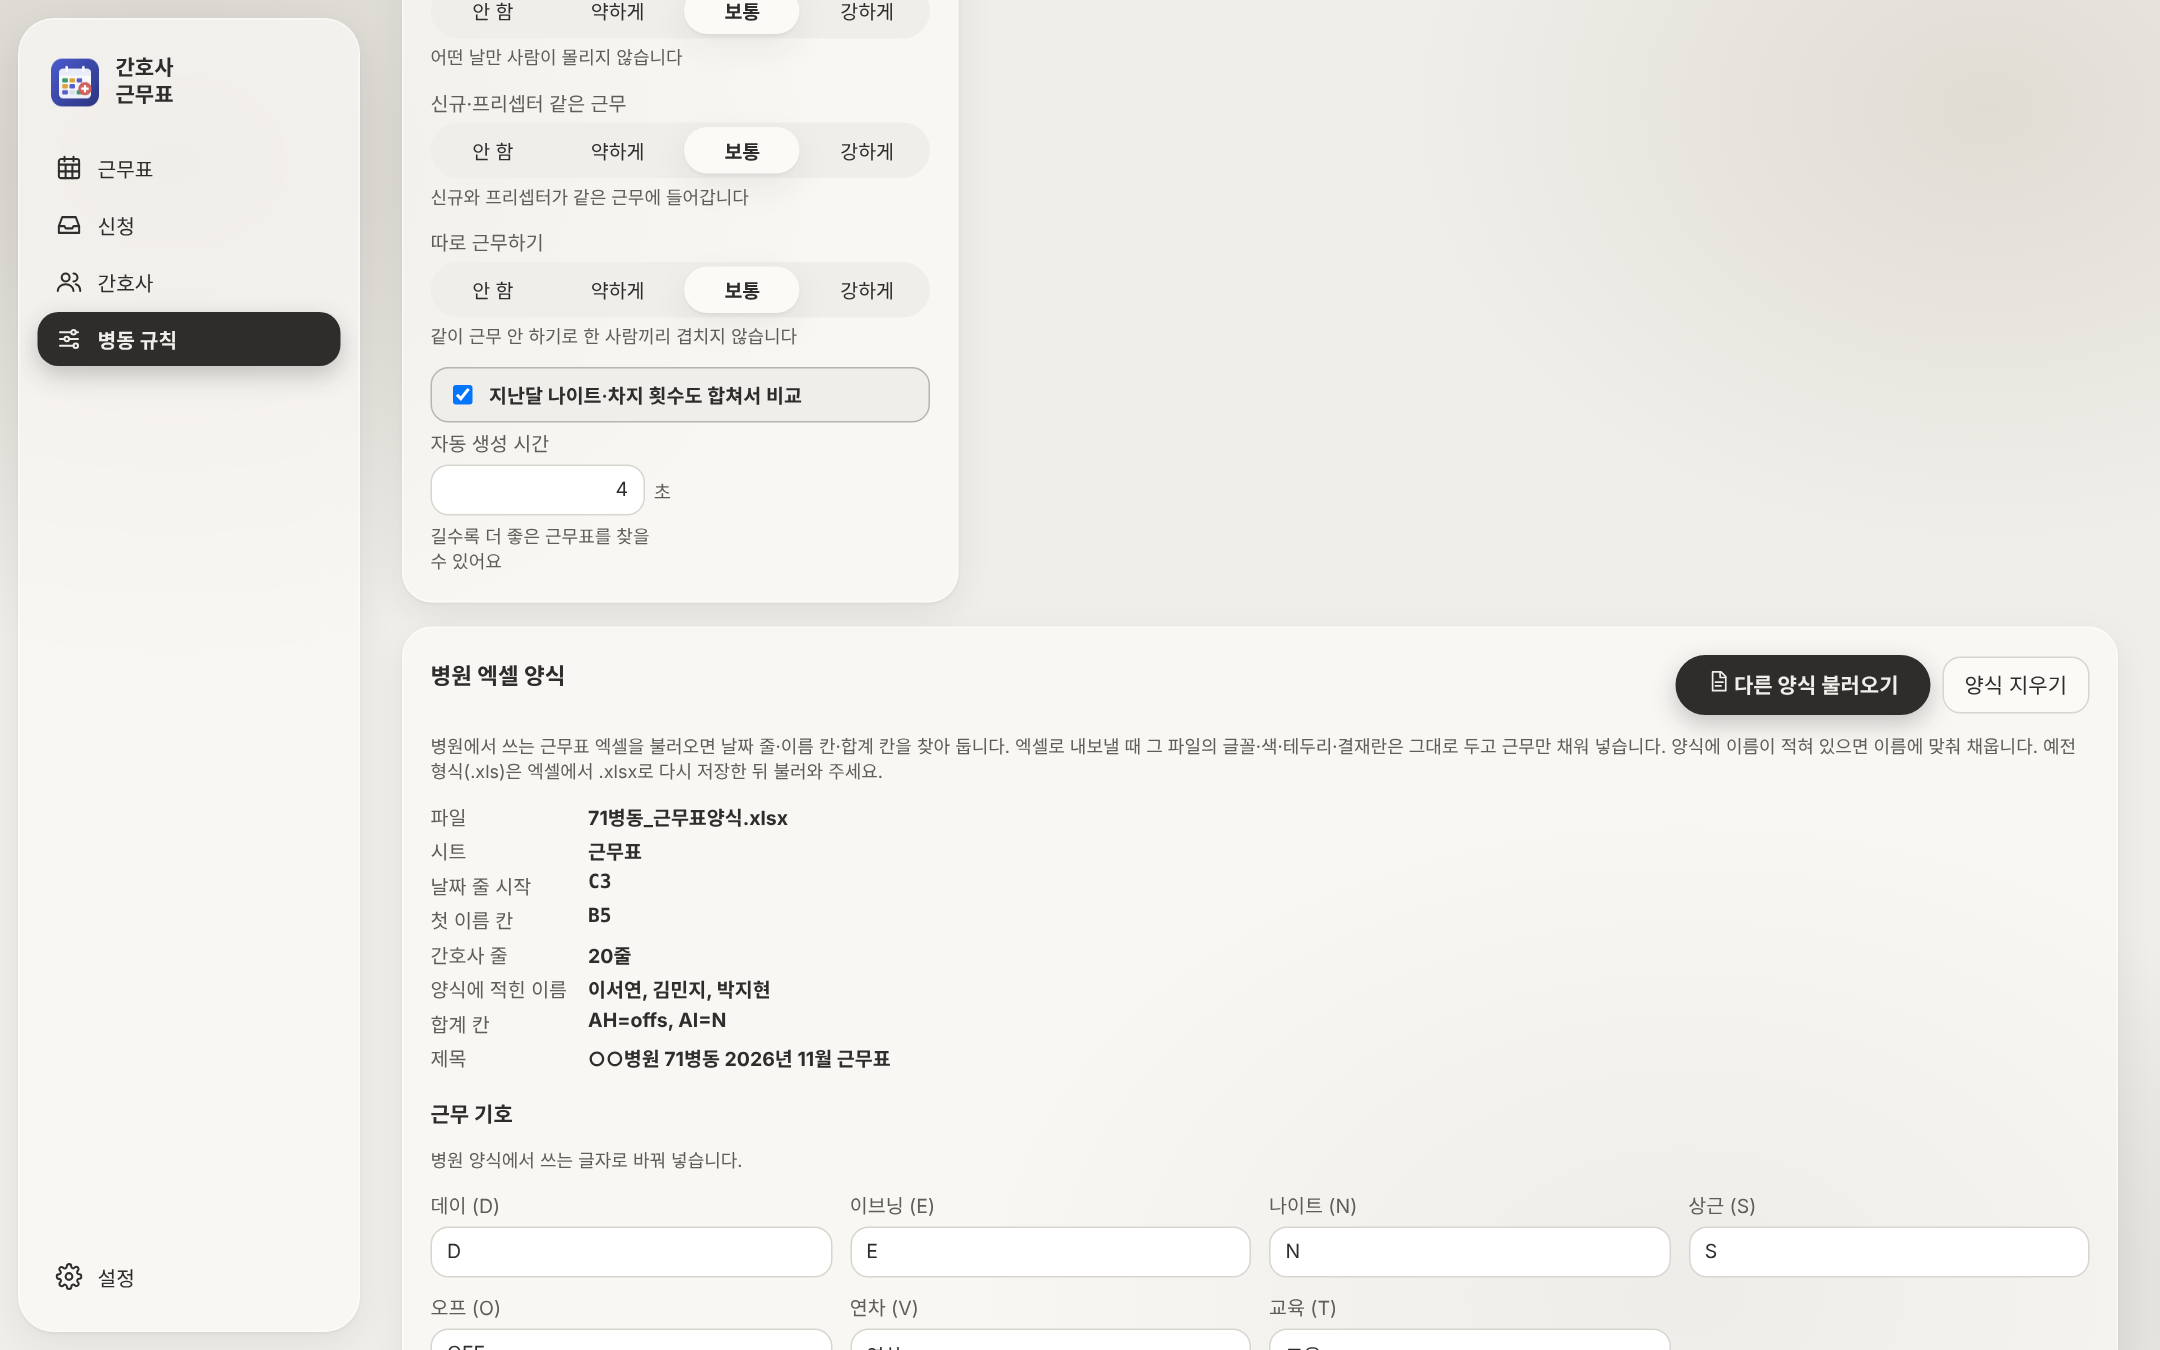 간호사
근무표
근무표
신청
간호사
병동 규칙
설정
안 함 약하게 보통 강하게
어떤 날만 사람이 몰리지 않습니다
신규·프리셉터 같은 근무
안 함 약하게 보통 강하게
신규와 프리셉터가 같은 근무에 들어갑니다
따로 근무하기
안 함 약하게 보통 강하게
같이 근무 안 하기로 한 사람끼리 겹치지 않습니다
지난달 나이트·차지 횟수도 합쳐서 비교
자동 생성 시간
4 초
길수록 더 좋은 근무표를 찾을
수 있어요
병원 엑셀 양식
다른 양식 불러오기 양식 지우기
병원에서 쓰는 근무표 엑셀을 불러오면 날짜 줄·이름 칸·합계 칸을 찾아 둡니다. 엑셀로 내보낼 때 그 파일의 글꼴·색·테두리·결재란은 그대로 두고 근무만 채워 넣습니다. 양식에 이름이 적혀 있으면 이름에 맞춰 채웁니다. 예전
형식(.xls)은 엑셀에서 .xlsx로 다시 저장한 뒤 불러와 주세요.
파일 71병동_근무표양식.xlsx
시트 근무표
날짜 줄 시작 C3
첫 이름 칸 B5
간호사 줄 20줄
양식에 적힌 이름 이서연, 김민지, 박지현
합계 칸 AH=offs, AI=N
제목 ○○병원 71병동 2026년 11월 근무표
근무 기호
병원 양식에서 쓰는 글자로 바꿔 넣습니다.
데이 (D) 이브닝 (E) 나이트 (N) 상근 (S)
D E N S
오프 (O) 연차 (V) 교육 (T)